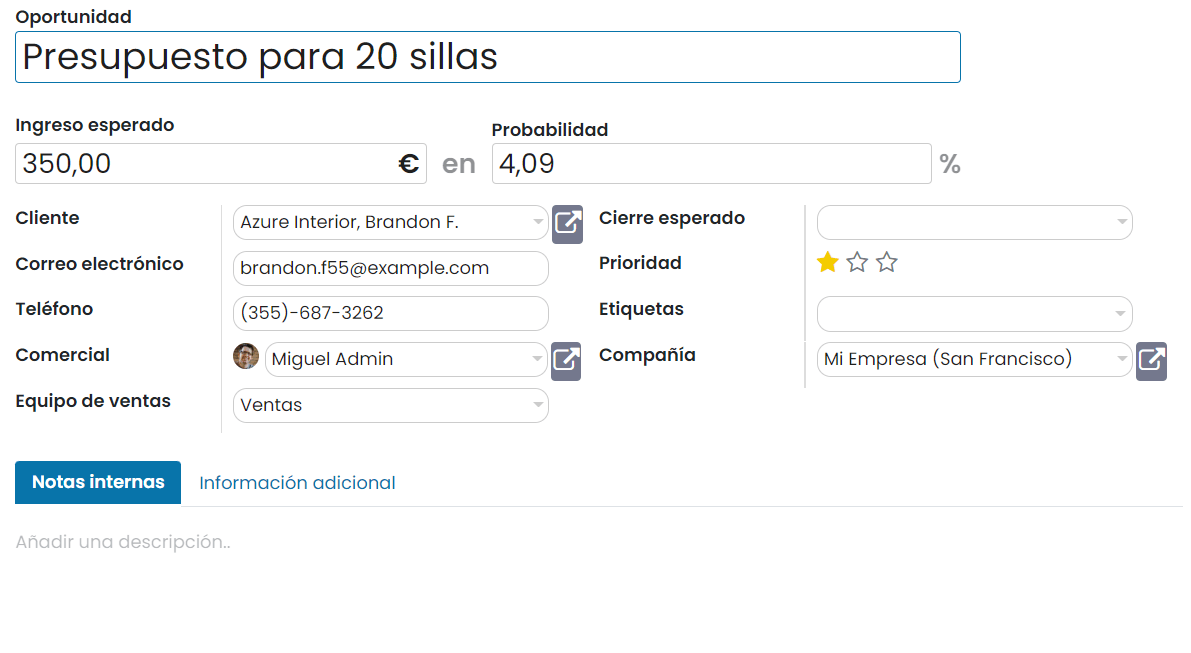 Oportunidad
Presupuesto para 20 sillas
Ingreso esperado
Probabilidad
350,00 € en 4,09 %
Cliente Azure Interior, Brandon F. Cierre esperado
Correo electrónico brandon.f55@example.com Prioridad
Teléfono (355)-687-3262 Etiquetas
Comercial Miguel Admin Compañía Mi Empresa (San Francisco)
Equipo de ventas Ventas
Notas internas Información adicional
Añadir una descripción..